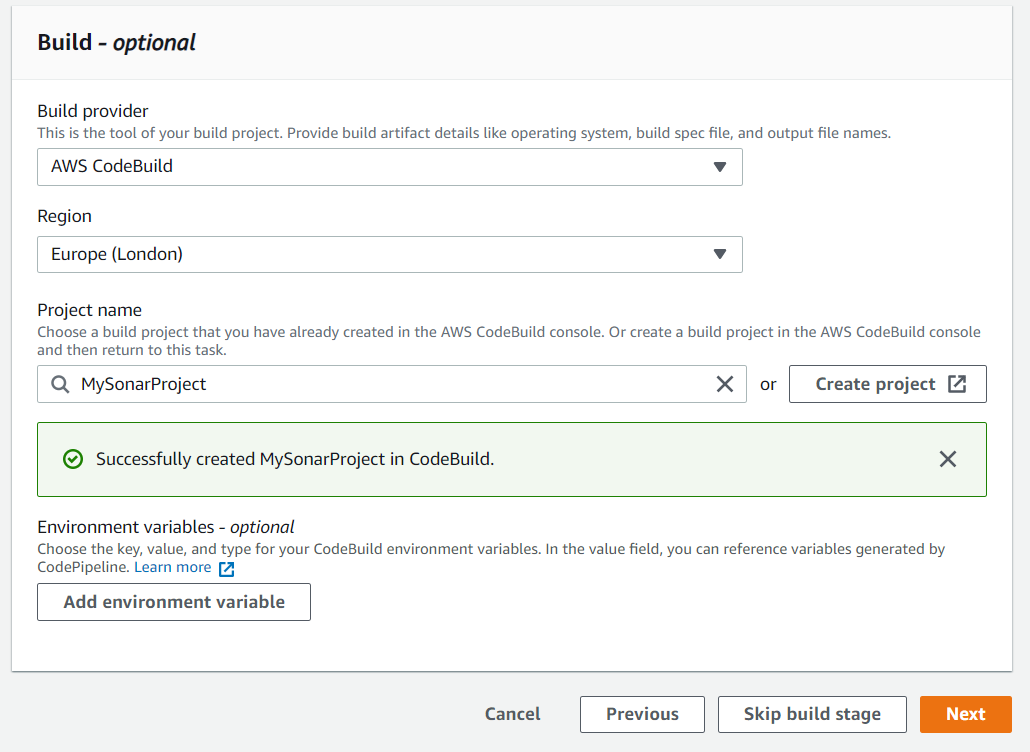 Build - optional
Build provider
This is the tool of your build project. Provide build artifact details like operating system, build spec file, and output file names.
AWS CodeBuild
Region
Europe (London)
Project name
Choose a build project that you have already created in the AWS CodeBuild console. Or create a build project in the AWS CodeBuild console
and then return to this task.
MySonarProject
or
Create project
Successfully created MySonarProject in CodeBuild.
Environment variables - optional
Choose the key, value, and type for your CodeBuild environment variables. In the value field, you can reference variables generated by
CodePipeline. Learn more
Add environment variable
Cancel
Previous
Skip build stage
Next